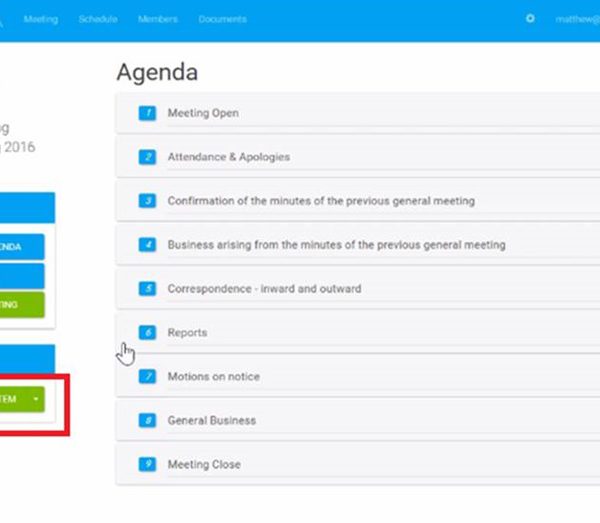 Meeting
Schedule
Members
Documents
matthew@
Agenda
g
2016
ENDA
TING
TEM
1 Meeting Open
2 Attendance & Apologies
3 Confirmation of the minutes of the previous general meeting
4 Business arising from the minutes of the previous general meeting
5 Correspondence - inward and outward
6 Reports
7 Motions on notice
8 General Business
9 Meeting Close